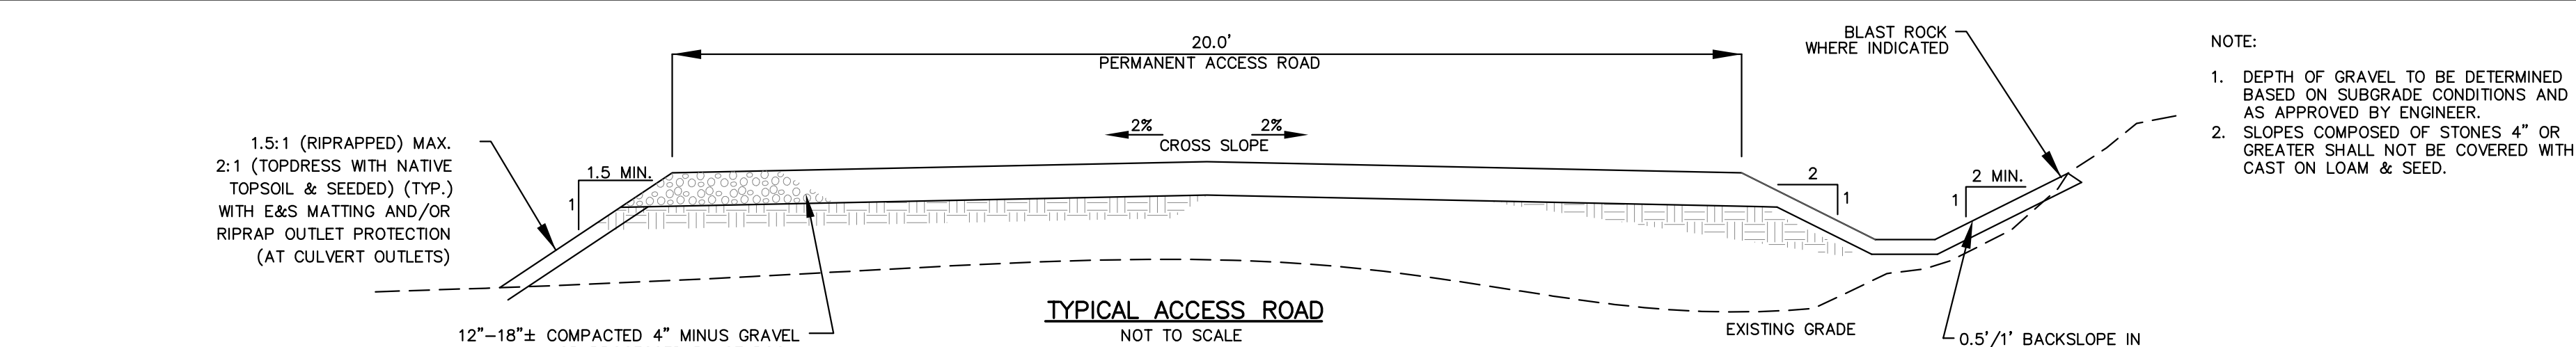 20.0'
PERMANENT ACCESS ROAD
BLAST ROCK
WHERE INDICATED
NOTE:
1. DEPTH OF GRAVEL TO BE DETERMINED
BASED ON SUBGRADE CONDITIONS AND
AS APPROVED BY ENGINEER.
2. SLOPES COMPOSED OF STONES 4" OR
GREATER SHALL NOT BE COVERED WITH
CAST ON LOAM & SEED.
2% 2%
CROSS SLOPE
1.5:1 (RIPRAPPED) MAX.
2:1 (TOPDRESS WITH NATIVE
TOPSOIL & SEEDED) (TYP.)
WITH E&S MATTING AND/OR
RIPRAP OUTLET PROTECTION
(AT CULVERT OUTLETS)
1.5 MIN.
1
2
1
2 MIN.
1
12"-18"± COMPACTED 4" MINUS GRAVEL
TYPICAL ACCESS ROAD
NOT TO SCALE
EXISTING GRADE
0.5'/1' BACKSLOPE IN